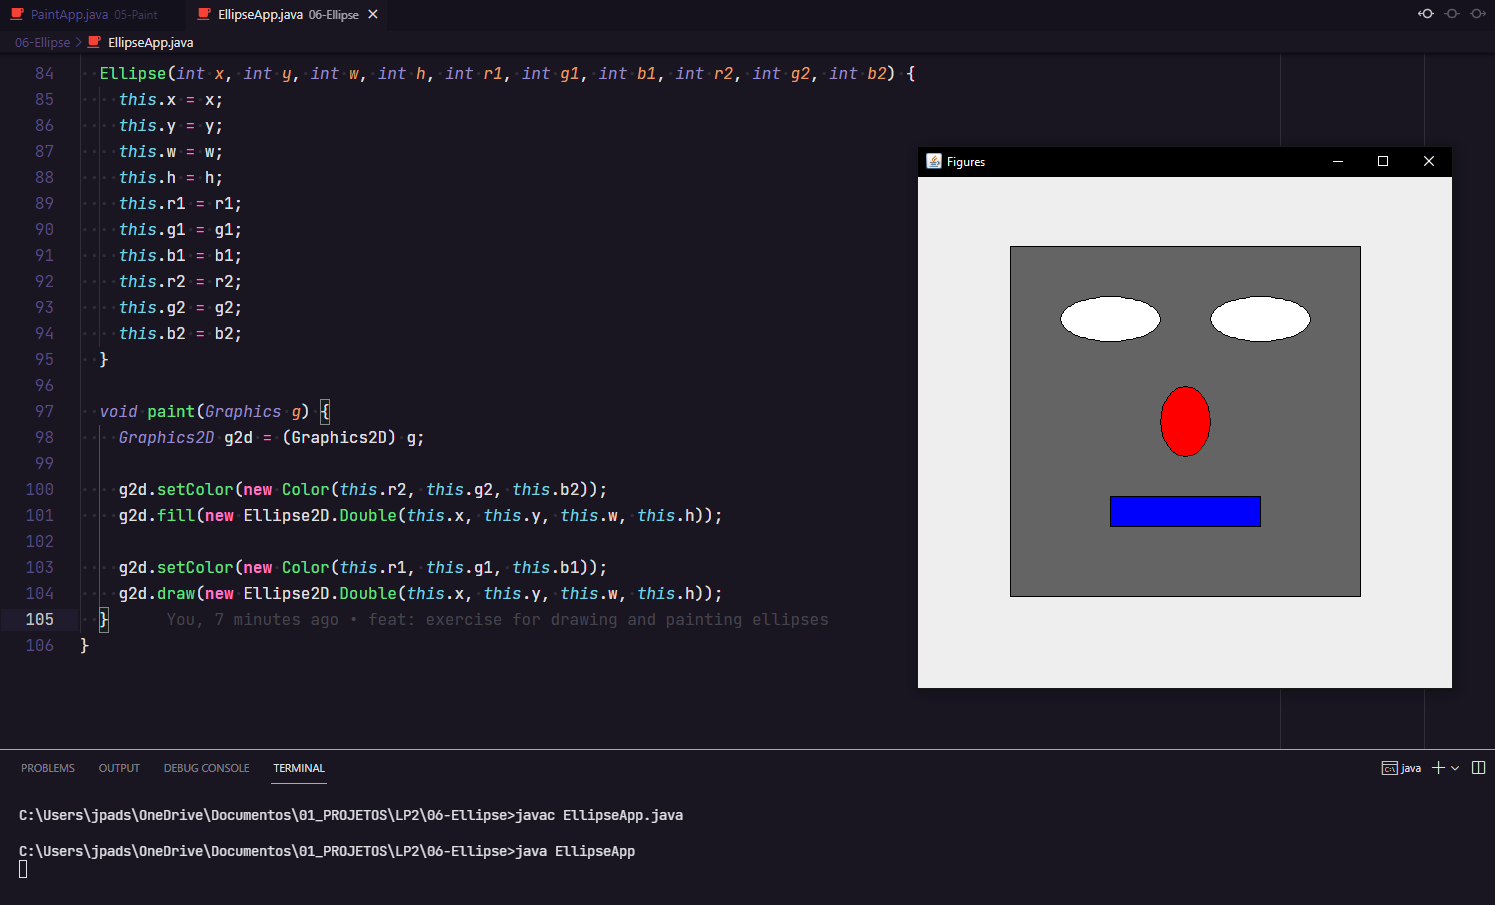 PaintApp.java 05-Paint EllipseApp.java 06-Ellipse
06-Ellipse > EllipseApp.java
84 Ellipse(int x, int y, int w, int h, int r1, int g1, int b1, int r2, int g2, int b2) {
85 this.x = x;
86 this.y = y;
87 this.w = w;
88 this.h = h;
89 this.r1 = r1;
90 this.g1 = g1;
91 this.b1 = b1;
92 this.r2 = r2;
93 this.g2 = g2;
94 this.b2 = b2;
95 }
96
97 void paint(Graphics g) {
98 Graphics2D g2d = (Graphics2D) g;
99
100 g2d.setColor(new Color(this.r2, this.g2, this.b2));
101 g2d.fill(new Ellipse2D.Double(this.x, this.y, this.w, this.h));
102
103 g2d.setColor(new Color(this.r1, this.g1, this.b1));
104 g2d.draw(new Ellipse2D.Double(this.x, this.y, this.w, this.h));
105 } You, 7 minutes ago • feat: exercise for drawing and painting ellipses
106 }
Figures
PROBLEMS OUTPUT DEBUG CONSOLE TERMINAL java
C:\Users\jpads\OneDrive\Documentos\01_PROJETOS\LP2\06-Ellipse>javac EllipseApp.java
C:\Users\jpads\OneDrive\Documentos\01_PROJETOS\LP2\06-Ellipse>java EllipseApp